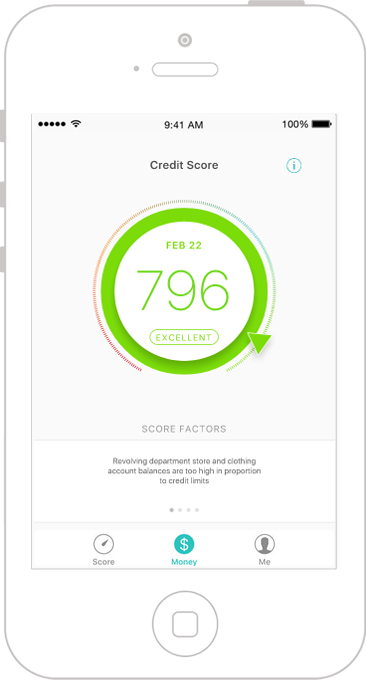 9:41 AM
100%
Credit Score
i
FEB 22
796
EXCELLENT
SCORE FACTORS
Revolving department store and clothing
account balances are too high in proportion
to credit limits
$
Score
Money
Me